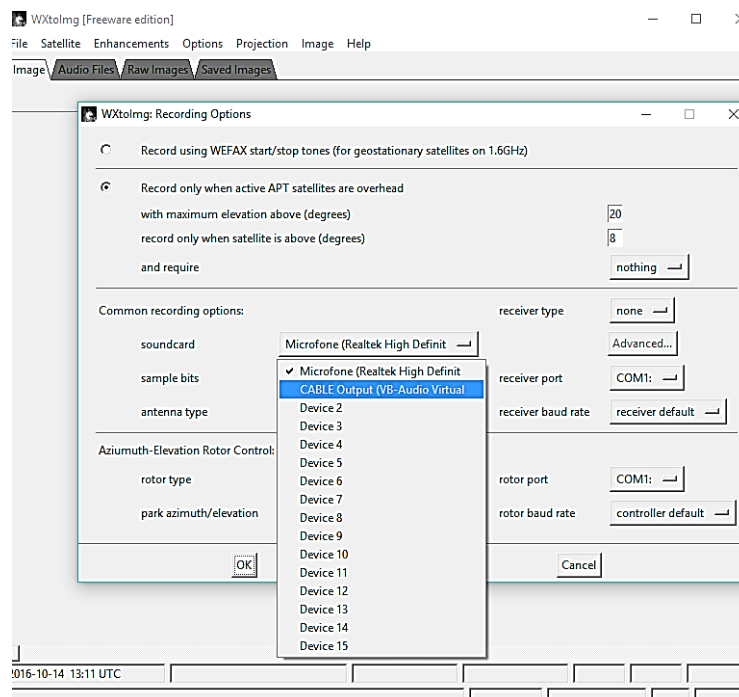 WXtoImg [Freeware edition]
File Satellite Enhancements Options Projection Image Help
Image Audio Files Raw Images Saved Images
WXtoImg: Recording Options
Record using WEFAX start/stop tones (for geostationary satellites on 1.6GHz)
Record only when active APT satellites are overhead
with maximum elevation above (degrees) 20
record only when satellite is above (degrees) 8
and require nothing
Common recording options: receiver type none
soundcard Microfone (Realtek High Definit Advanced...
Microfone (Realtek High Definit
sample bits receiver port COM1:
CABLE Output (VB-Audio Virtual
Device 2
antenna type receiver baud rate receiver default
Device 3
Device 4
Aziumuth-Elevation Rotor Control:
Device 5
rotor type rotor port COM1:
Device 6
Device 7
park azimuth/elevation rotor baud rate controller default
Device 8
Device 9
Device 10
OK Cancel
Device 11
Device 12
Device 13
Device 14
Device 15
2016-10-14 13:11 UTC